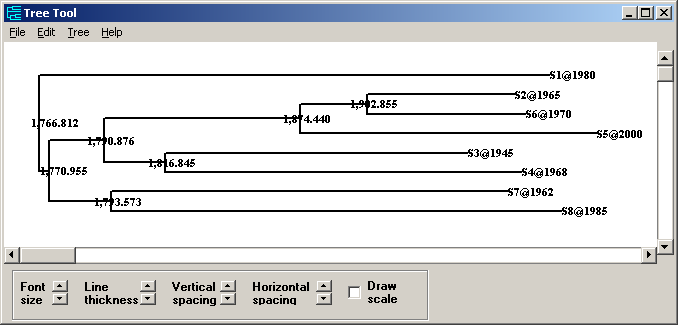 Tree Tool
File Edit Tree Help
S1@1980
S2@1965
1,902.855
S6@1970
1,874.440
1,766.812
S5@2000
1,790.876
S3@1945
1,816.845
1,770.955
S4@1968
S7@1962
1,793.573
S8@1985
Font Line Vertical Horizontal Draw
size thickness spacing spacing scale